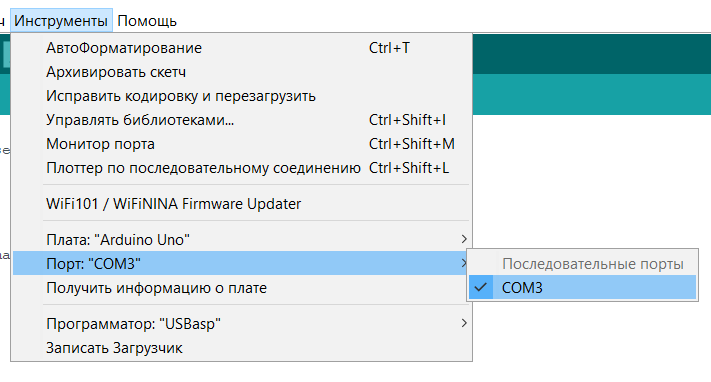 ч Инструменты Помощь
АвтоФорматирование Ctrl+T
Архивировать скетч
Исправить кодировку и перезагрузить
Управлять библиотеками... Ctrl+Shift+I
Монитор порта Ctrl+Shift+M
Плоттер по последовательному соединению Ctrl+Shift+L
WiFi101 / WiFiNINA Firmware Updater
Плата: "Arduino Uno"
Порт: "COM3"
Последовательные порты
COM3
Получить информацию о плате
Программатор: "USBasp"
Записать Загрузчик